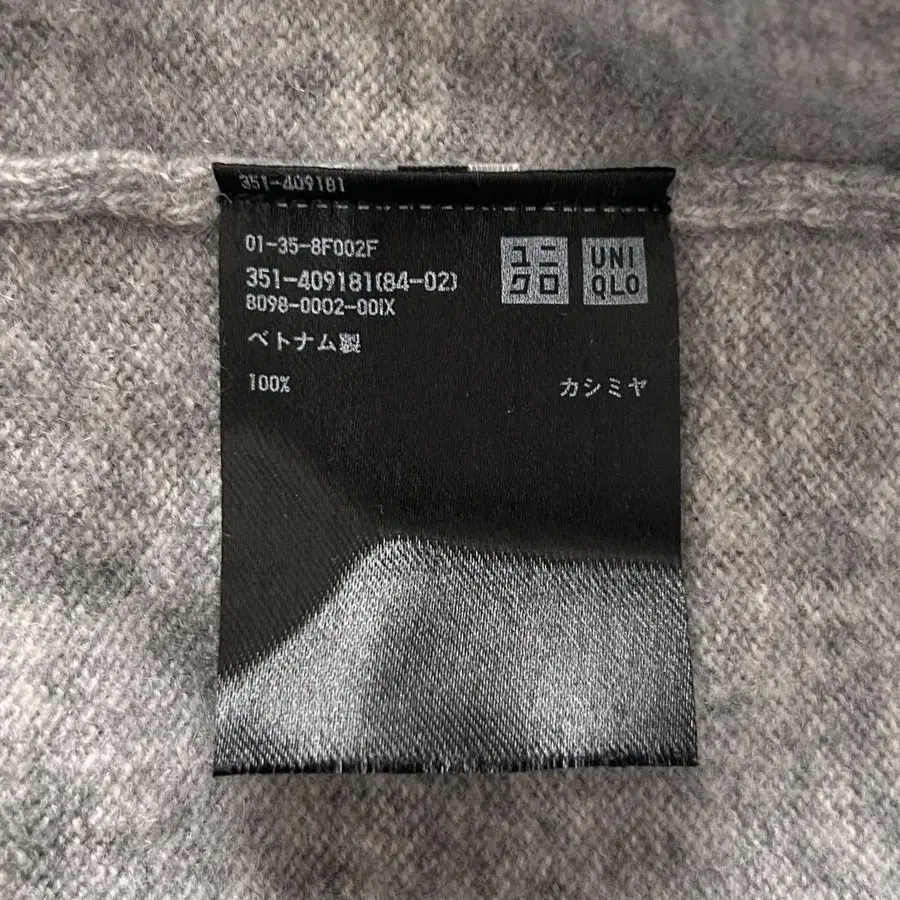 351-409181
01-35-8F002F
351-409181(84-02)
8098-0002-00IX
ユニ
クロ
UNI
QLO
ベトナム製
100% カシミヤ